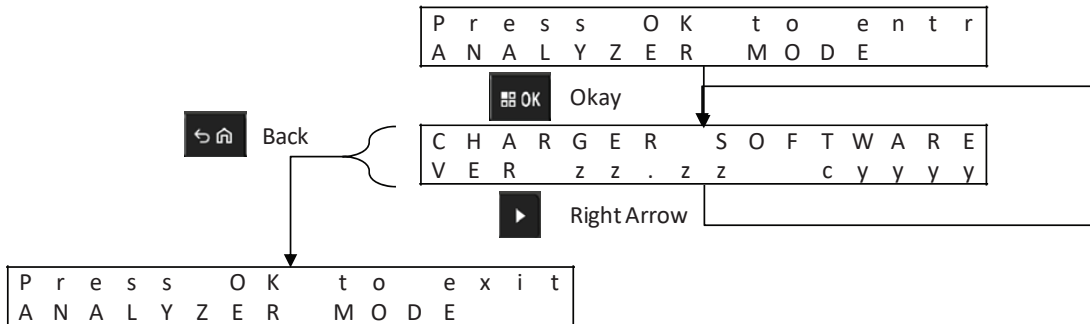 Press OK to entr
ANALYZER MODE
OK Okay
Back
CHARGER SOFTWARE
VER zz.zz cyyyy
Right Arrow
Press OK to exit
ANALYZER MODE